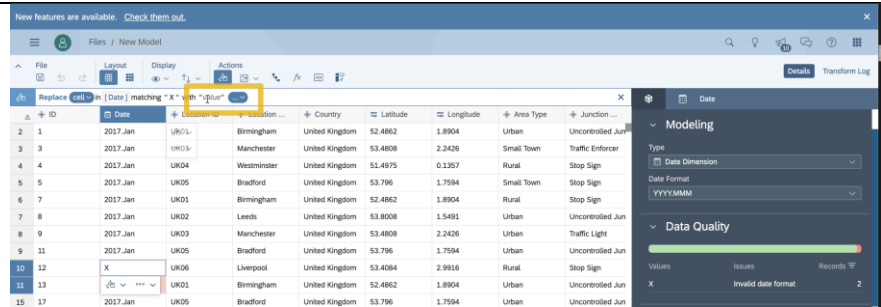 New features are available. Check them out.
8 Files / New Model
10
File Layout Display Actions
Details Transform Log
Replace cell in [Date] matching "X" with "value" ...
Date
ID Date Location ID Location ... Country Latitude Longitude Area Type Junction ...
2 1 2017.Jan UK01 Birmingham United Kingdom 52.4862 1.8904 Urban Uncontrolled Jun
3 3 2017.Jan UK03 Manchester United Kingdom 53.4808 2.2426 Small Town Traffic Enforcer
4 4 2017.Jan UK04 Westminster United Kingdom 51.4975 0.1357 Rural Stop Sign
5 5 2017.Jan UK05 Bradford United Kingdom 53.796 1.7594 Small Town Stop Sign
6 7 2017.Jan UK01 Birmingham United Kingdom 52.4862 1.8904 Rural Stop Sign
7 8 2017.Jan UK02 Leeds United Kingdom 53.8008 1.5491 Urban Uncontrolled Jun
8 9 2017.Jan UK03 Manchester United Kingdom 53.4808 2.2426 Urban Traffic Light
9 11 2017.Jan UK05 Bradford United Kingdom 53.796 1.7594 Urban Uncontrolled Jun
10 12 X UK06 Liverpool United Kingdom 53.4084 2.9916 Rural Stop Sign
11 13 UK01 Birmingham United Kingdom 52.4862 1.8904 Urban Uncontrolled Jun
15 17 2017.Jan UK05 Bradford United Kingdom 53.796 1.7594 Urban Uncontrolled Jun
Modeling
Type
Date Dimension
Date Format
YYYY.MMM
Data Quality
Values Issues Records
X Invalid date format 2